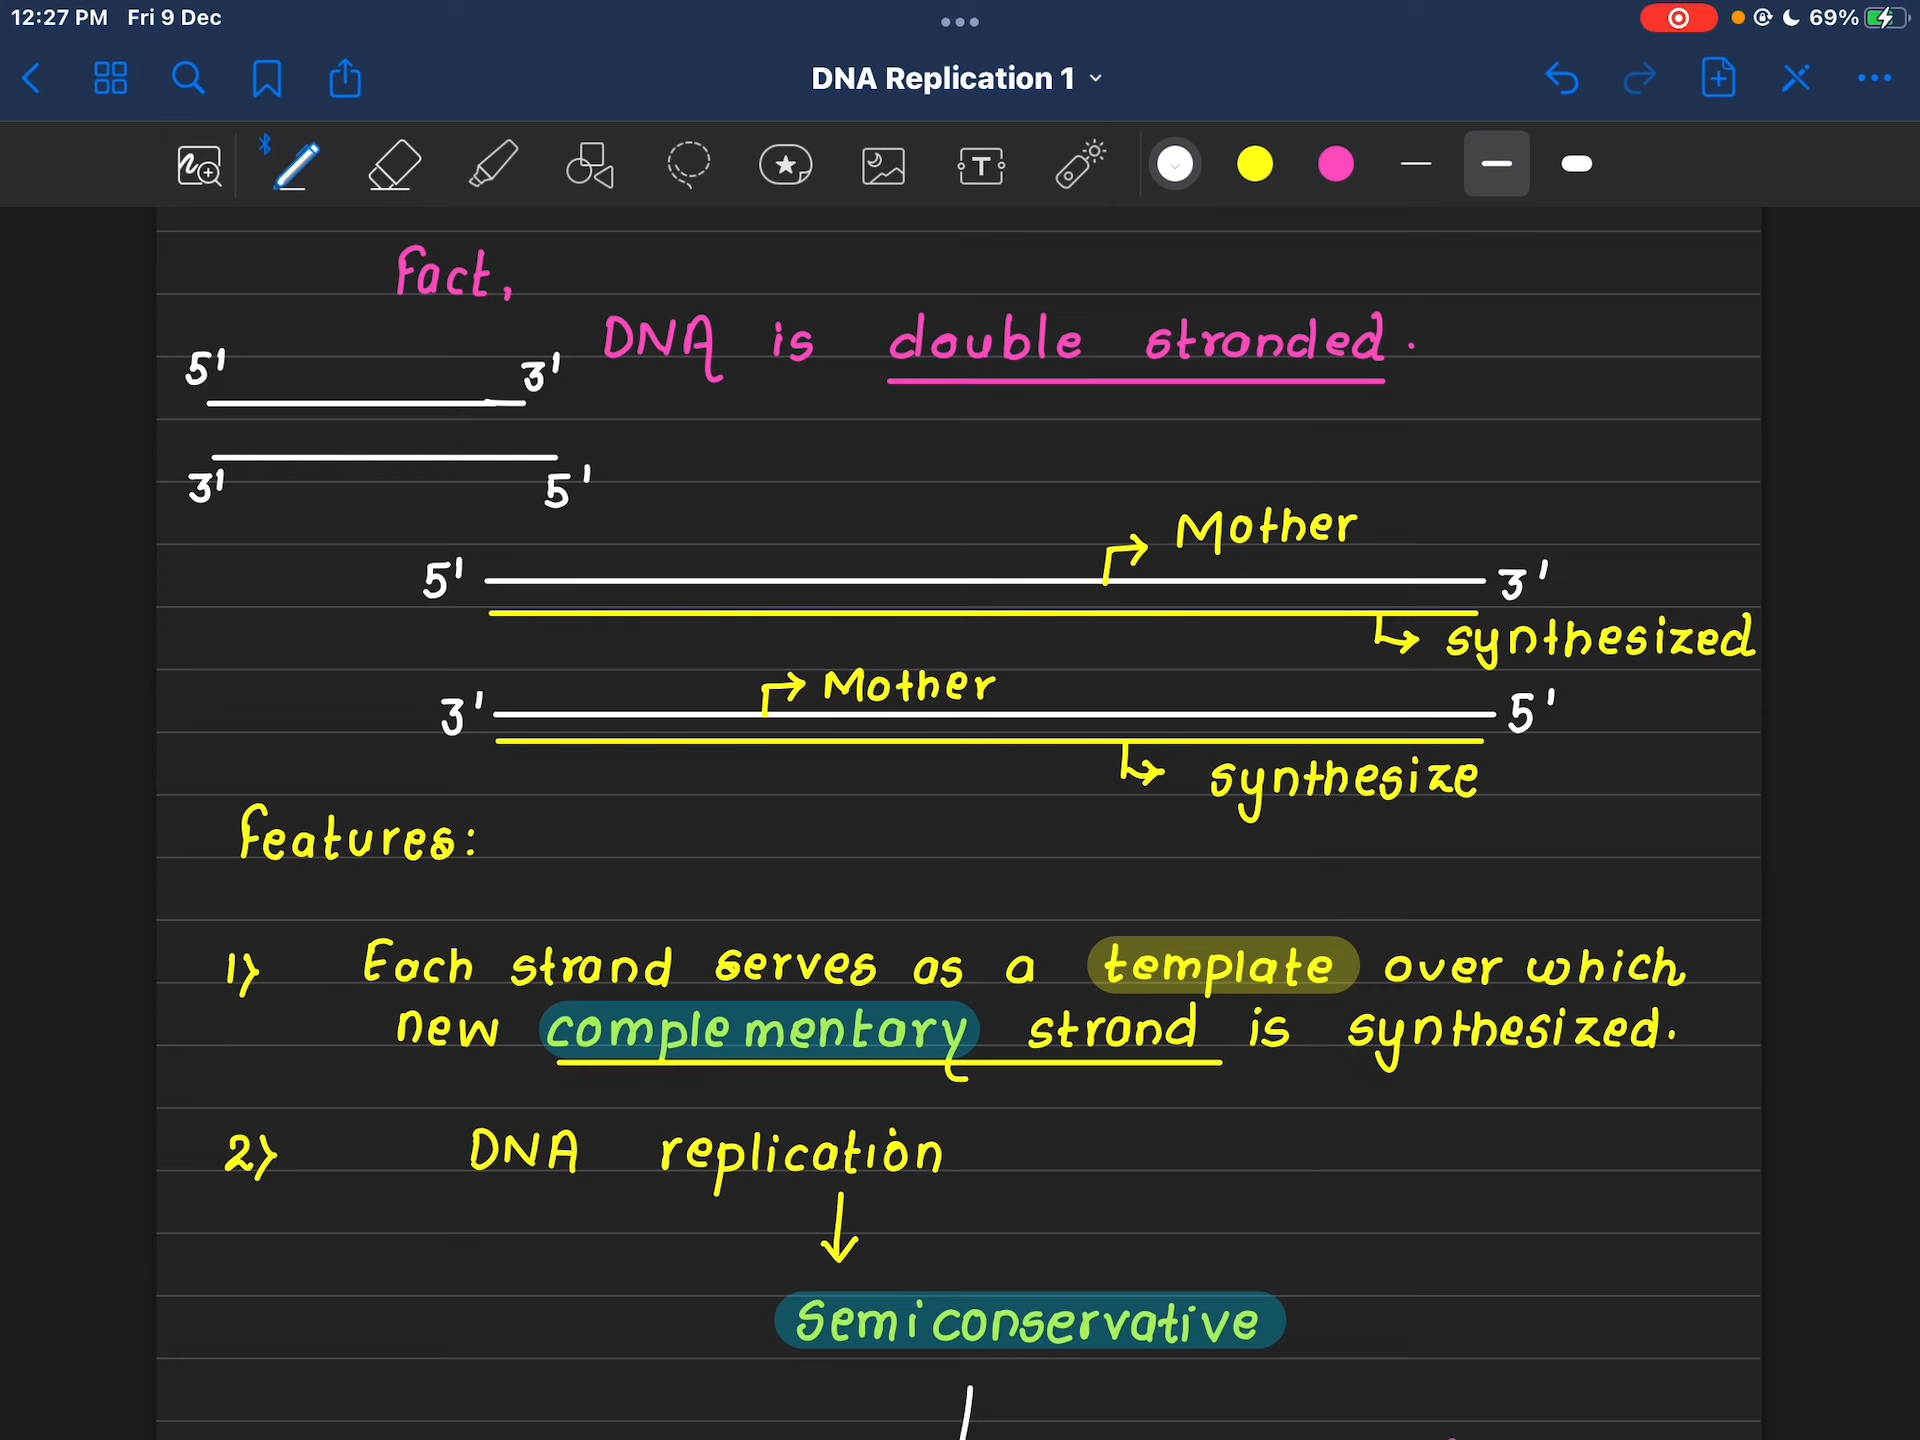 12:27 PM Fri 9 Dec
69%
DNA Replication 1
T
Fact,
DNA is double stranded.
5' 3'
3' 5'
Mother
5' 3'
synthesized
Mother
3' 5'
synthesize
Features:
1) Each strand serves as a template over which
new complementary strand is synthesized.
2) DNA replication
Semiconservative